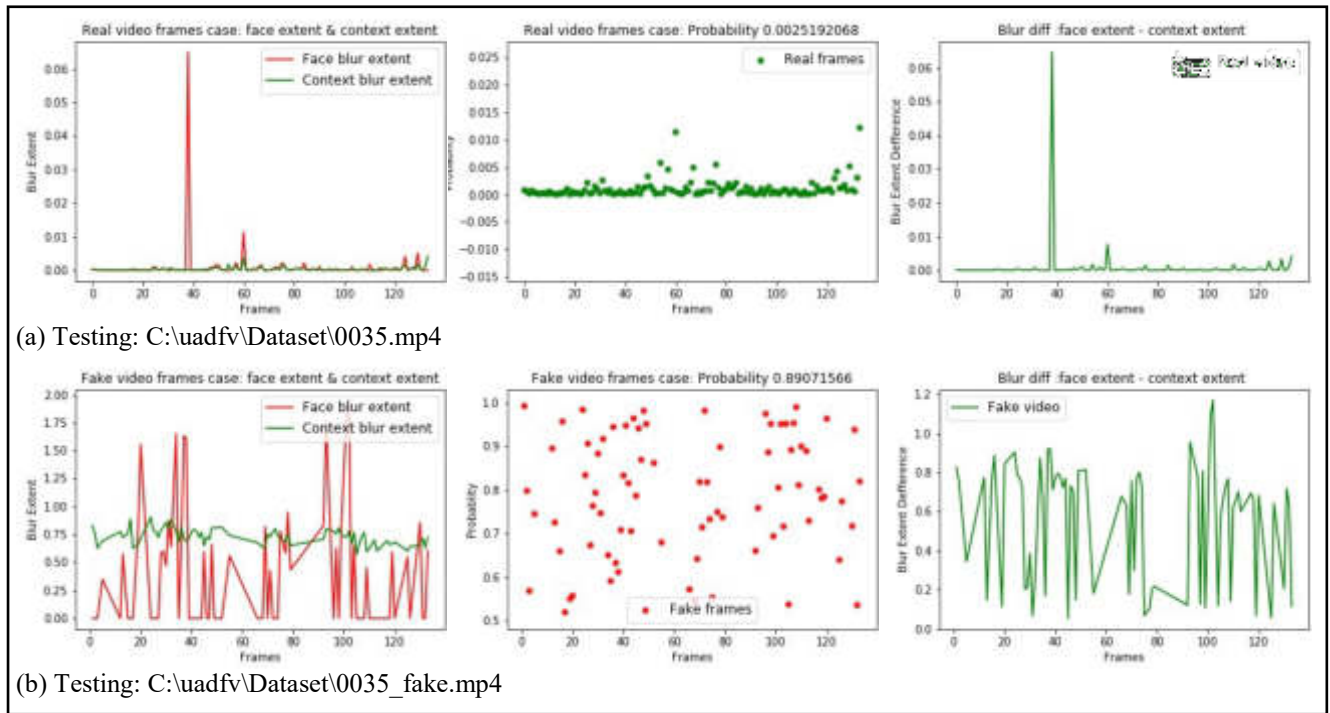 Real video frames case: face extent & context extent
Face blur extent
Context blur extent
0.06
0.05
0.04
0.03
0.02
0.01
0.00
Blur Extent
0 20 40 60 80 100 120
Frames
Real video frames case: Probability 0.0025192068
Real frames
0.025
0.020
0.015
0.010
0.005
0.000
−0.005
−0.010
−0.015
0 20 40 60 80 100 120
Frames
Blur diff :face extent - context extent
0.06
0.05
0.04
0.03
0.02
0.01
0.00
Blur Extent Defference
0 20 40 60 80 100 120
Frames
(a) Testing: C:\uadfv\Dataset\0035.mp4
Fake video frames case: face extent & context extent
Face blur extent
Context blur extent
2.00
1.75
1.50
1.25
1.00
0.75
0.50
0.25
0.00
Blur Extent
0 20 40 60 80 100 120
Frames
Fake video frames case: Probability 0.89071566
1.0
0.9
0.8
0.7
0.6
0.5
Probability
Fake frames
0 20 40 60 80 100 120
Frames
Blur diff :face extent - context extent
Fake video
1.2
1.0
0.8
0.6
0.4
0.2
0.0
Blur Extent Defference
0 20 40 60 80 100 120
Frames
(b) Testing: C:\uadfv\Dataset\0035_fake.mp4